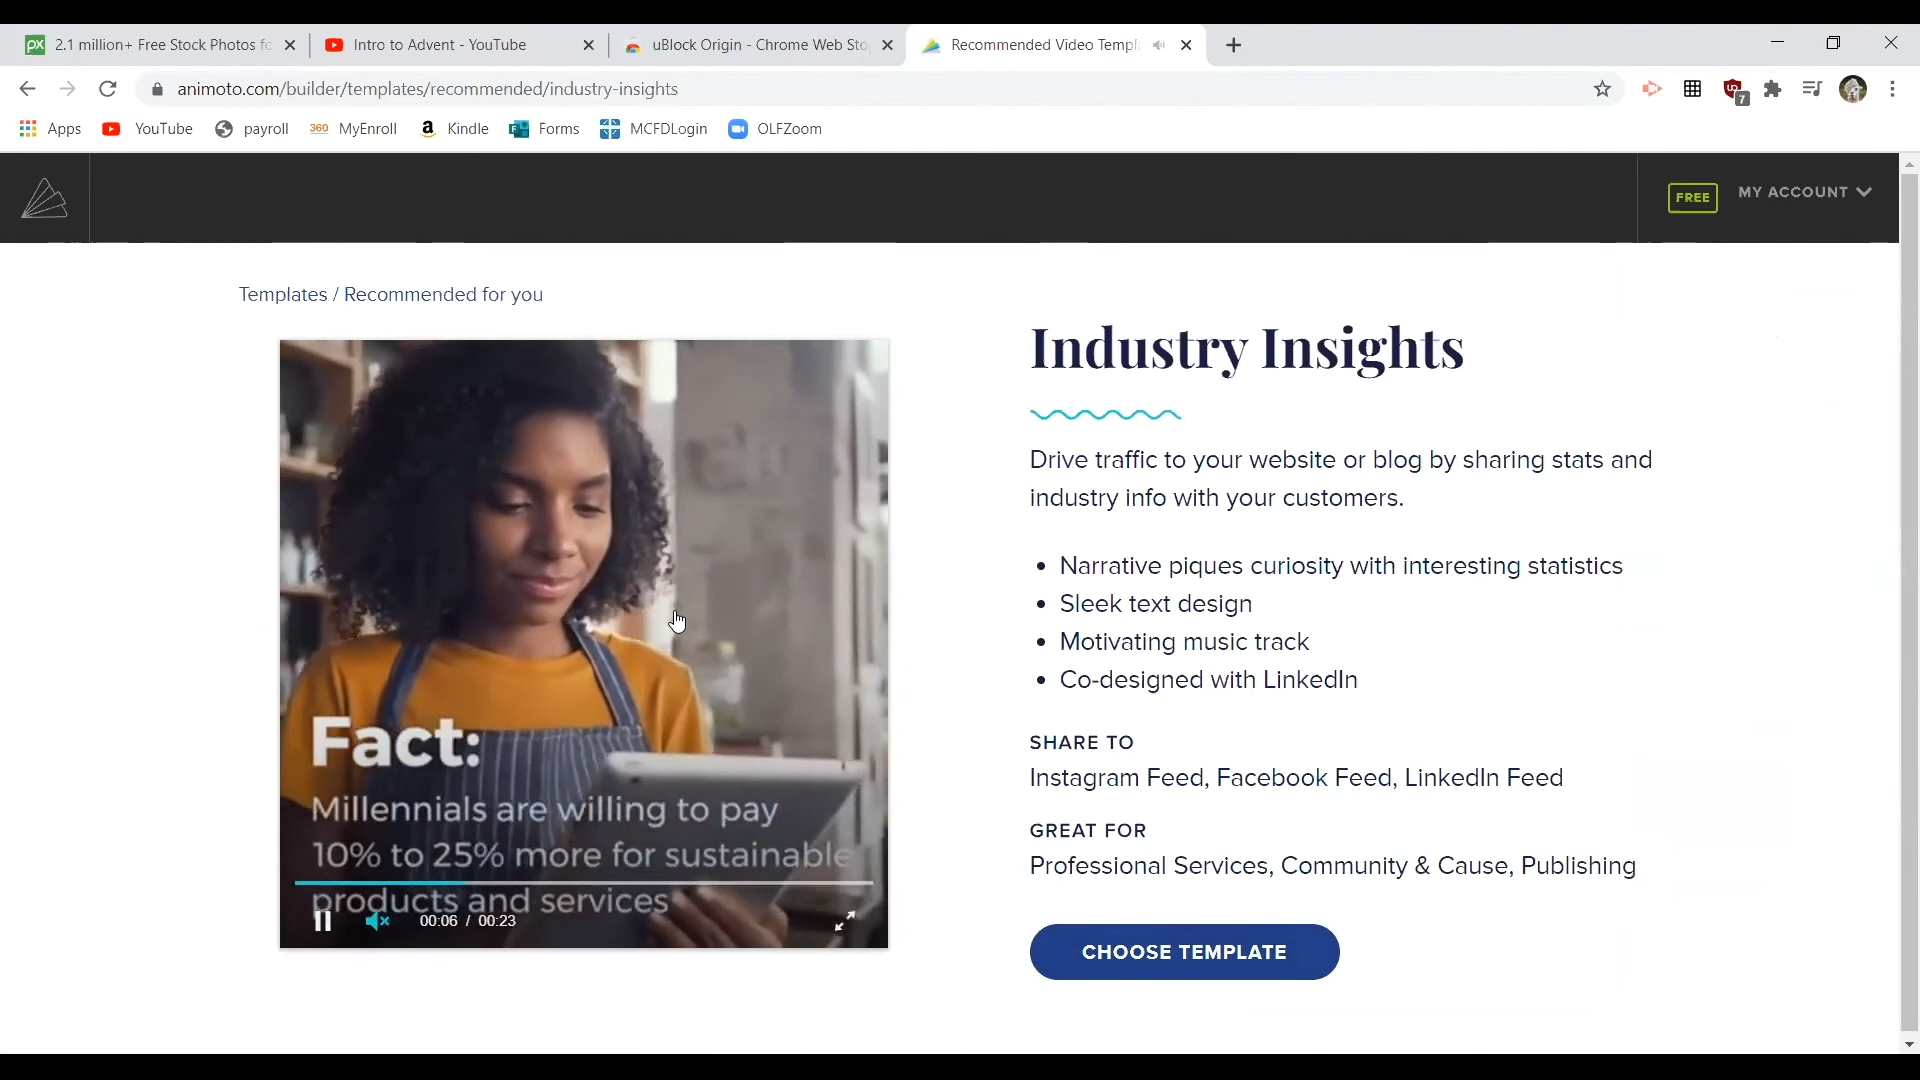 2.1 million+ Free Stock Photos fo
Intro to Advent - YouTube
uBlock Origin - Chrome Web Sto
Recommended Video Templa
animoto.com/builder/templates/recommended/industry-insights
7
Apps
YouTube
payroll
360 MyEnroll
Kindle
Forms
MCFDLogin
OLFZoom
FREE
MY ACCOUNT
Templates / Recommended for you
Fact:
Millennials are willing to pay
10% to 25% more for sustainable
products and services
00:06 / 00:23
Industry Insights
Drive traffic to your website or blog by sharing stats and
industry info with your customers.
• Narrative piques curiosity with interesting statistics
• Sleek text design
• Motivating music track
• Co-designed with LinkedIn
SHARE TO
Instagram Feed, Facebook Feed, LinkedIn Feed
GREAT FOR
Professional Services, Community & Cause, Publishing
CHOOSE TEMPLATE